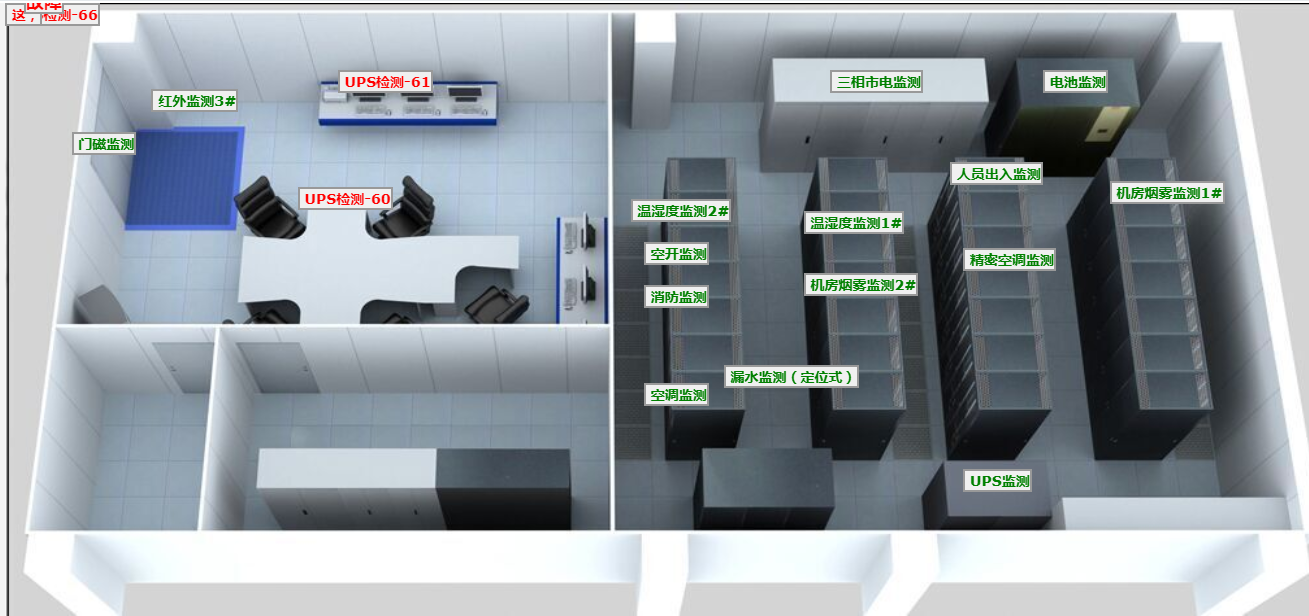 故障
检测-66
UPS检测-61
三相市电监测
电池监测
红外监测3#
门磁监测
人员出入监测
UPS检测-60
机房烟雾监测1#
温湿度监测2#
温湿度监测1#
空开监测
精密空调监测
机房烟雾监测2#
消防监测
漏水监测（定位式）
空调监测
UPS监测